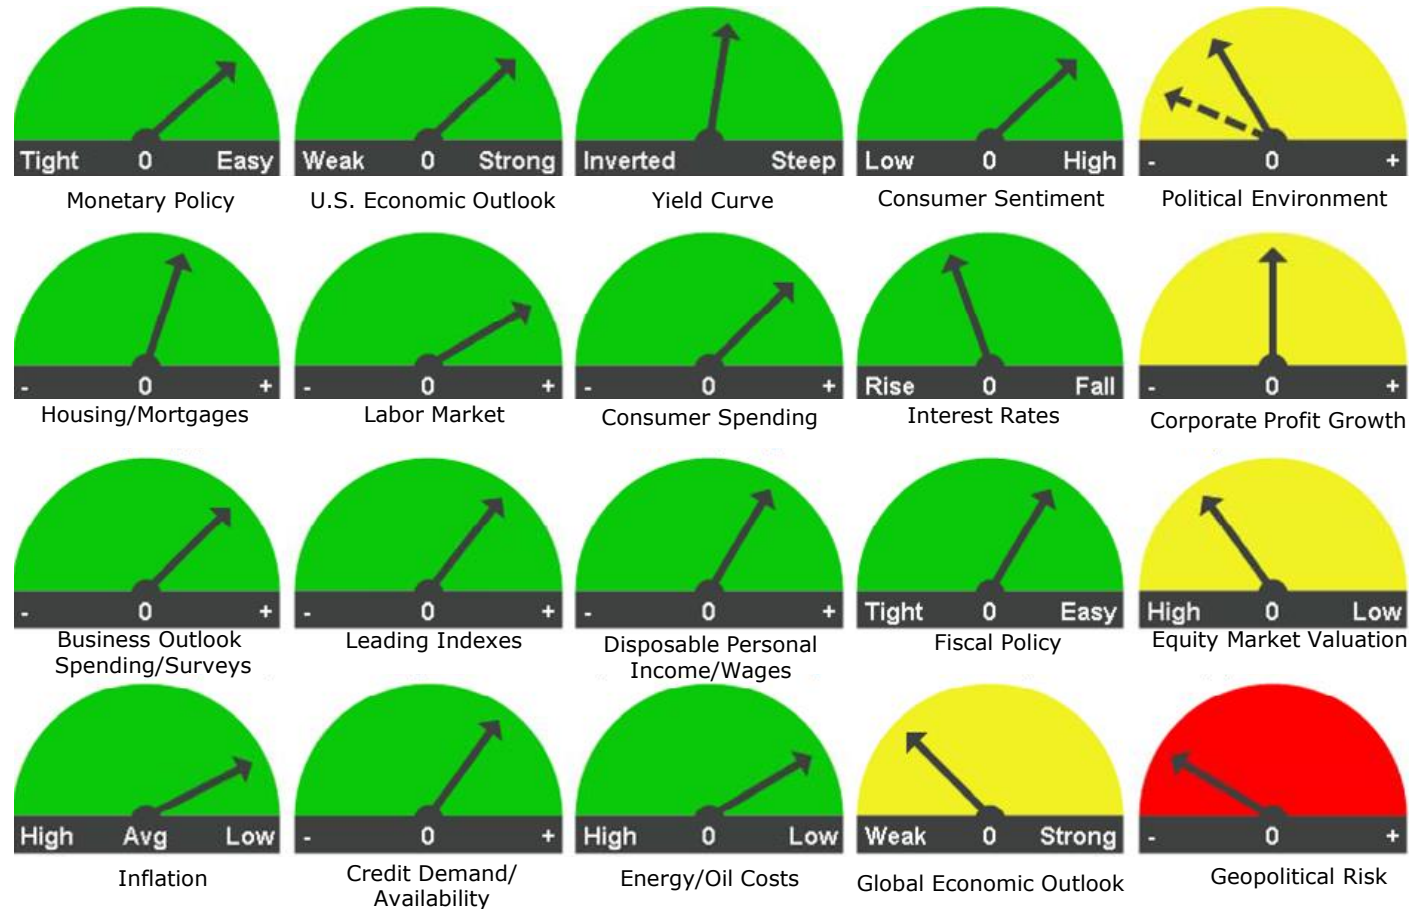 Tight 0 Easy
Weak 0 Strong
Inverted Steep
Low 0 High
- 0 +
Monetary Policy
U.S. Economic Outlook
Yield Curve
Consumer Sentiment
Political Environment
- 0 +
- 0 +
- 0 +
Rise 0 Fall
- 0 +
Housing/Mortgages
Labor Market
Consumer Spending
Interest Rates
Corporate Profit Growth
- 0 +
- 0 +
- 0 +
Tight 0 Easy
High 0 Low
Business Outlook
Spending/Surveys
Leading Indexes
Disposable Personal
Income/Wages
Fiscal Policy
Equity Market Valuation
High Avg Low
- 0 +
High 0 Low
Weak 0 Strong
- 0 +
Inflation
Credit Demand/
Availability
Energy/Oil Costs
Global Economic Outlook
Geopolitical Risk